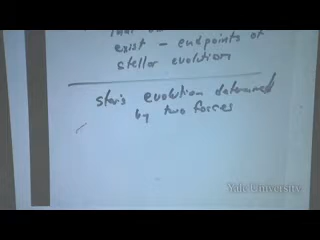 exist – endpoints of
stellar evolution
star's evolution determined
by two forces
Yale University